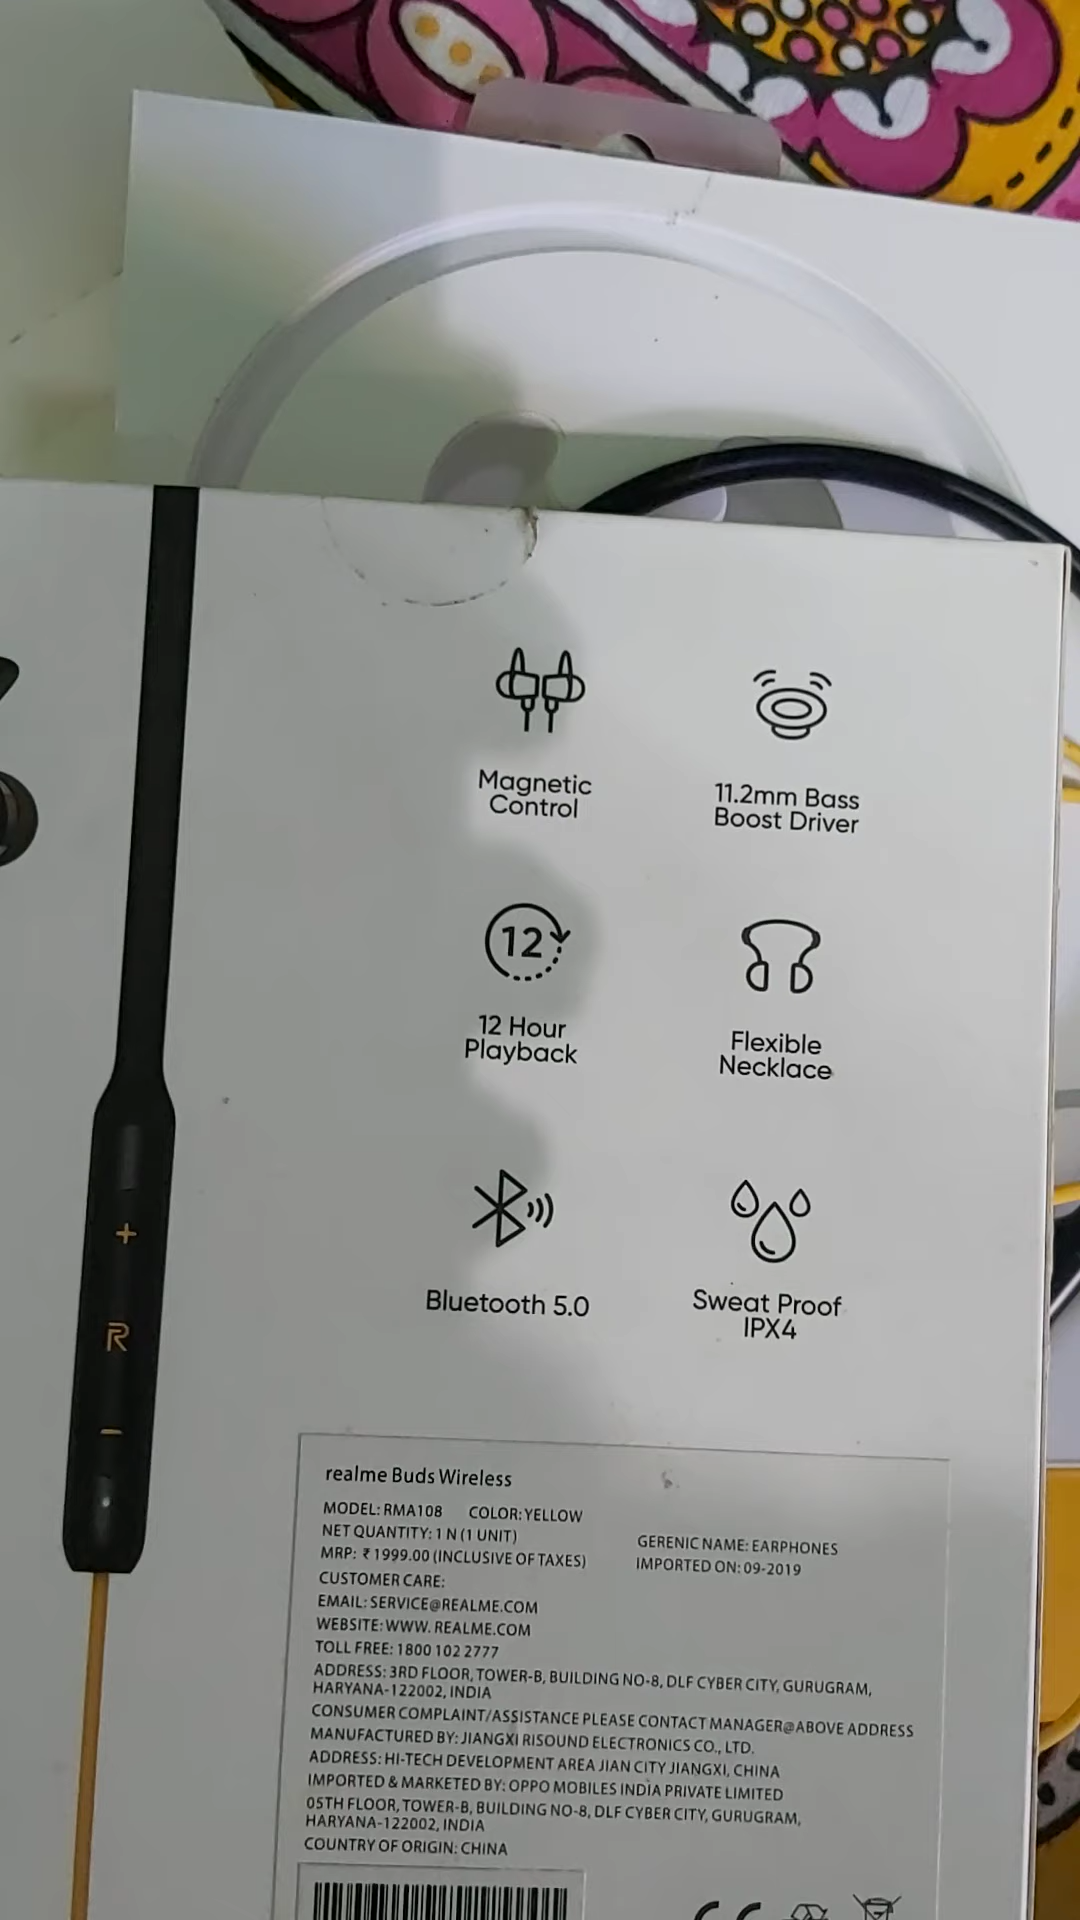 Magnetic
Control
11.2mm Bass
Boost Driver
12
12 Hour
Playback
Flexible
Necklace
Bluetooth 5.0
Sweat Proof
IPX4
+
R
−
realme Buds Wireless
MODEL: RMA108 COLOR: YELLOW
NET QUANTITY: 1 N (1 UNIT)
MRP: ₹ 1999.00 (INCLUSIVE OF TAXES)
GERENIC NAME: EARPHONES
IMPORTED ON: 09-2019
CUSTOMER CARE:
EMAIL: SERVICE@REALME.COM
WEBSITE: WWW. REALME.COM
TOLL FREE: 1800 102 2777
ADDRESS: 3RD FLOOR, TOWER-B, BUILDING NO-8, DLF CYBER CITY, GURUGRAM,
HARYANA-122002, INDIA
CONSUMER COMPLAINT/ASSISTANCE PLEASE CONTACT MANAGER@ABOVE ADDRESS
MANUFACTURED BY: JIANGXI RISOUND ELECTRONICS CO., LTD.
ADDRESS: HI-TECH DEVELOPMENT AREA JIAN CITY JIANGXI, CHINA
IMPORTED & MARKETED BY: OPPO MOBILES INDIA PRIVATE LIMITED
05TH FLOOR, TOWER-B, BUILDING NO-8, DLF CYBER CITY, GURUGRAM,
HARYANA-122002, INDIA
COUNTRY OF ORIGIN: CHINA
CE